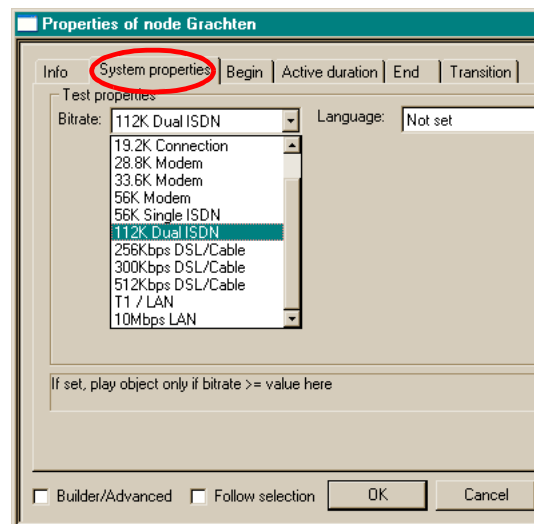 Properties of node Grachten
Info System properties Begin Active duration End Transition
Test properties
Bitrate: 112K Dual ISDN Language: Not set
19.2K Connection
28.8K Modem
33.6K Modem
56K Modem
56K Single ISDN
112K Dual ISDN
256Kbps DSL/Cable
300Kbps DSL/Cable
512Kbps DSL/Cable
T1 / LAN
10Mbps LAN
If set, play object only if bitrate >= value here
Builder/Advanced Follow selection OK Cancel